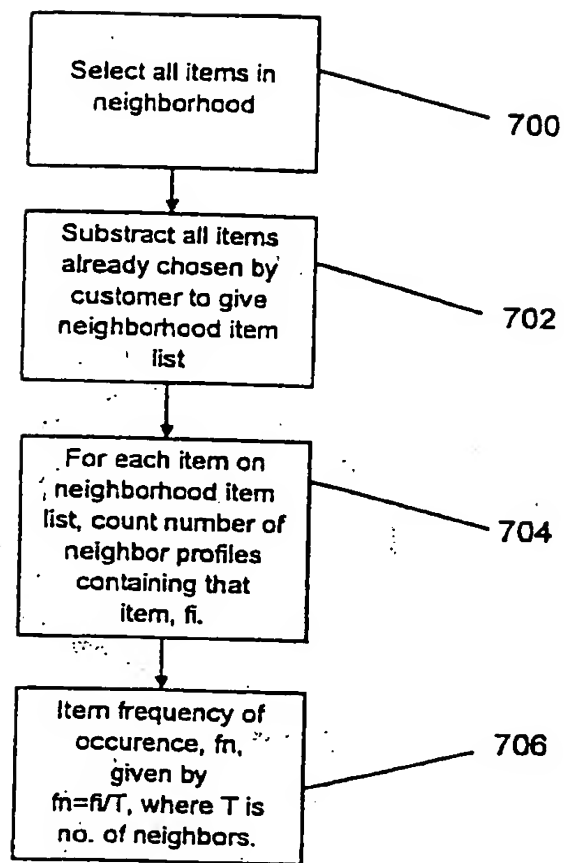 Select all items in
neighborhood
700
Substract all items
already chosen by
customer to give
neighborhood item
list
702
For each item on
neighborhood item
list, count number of
neighbor profiles
containing that
item, fi.
704
Item frequency of
occurence, fn,
given by
fn=fi/T, where T is
no. of neighbors.
706